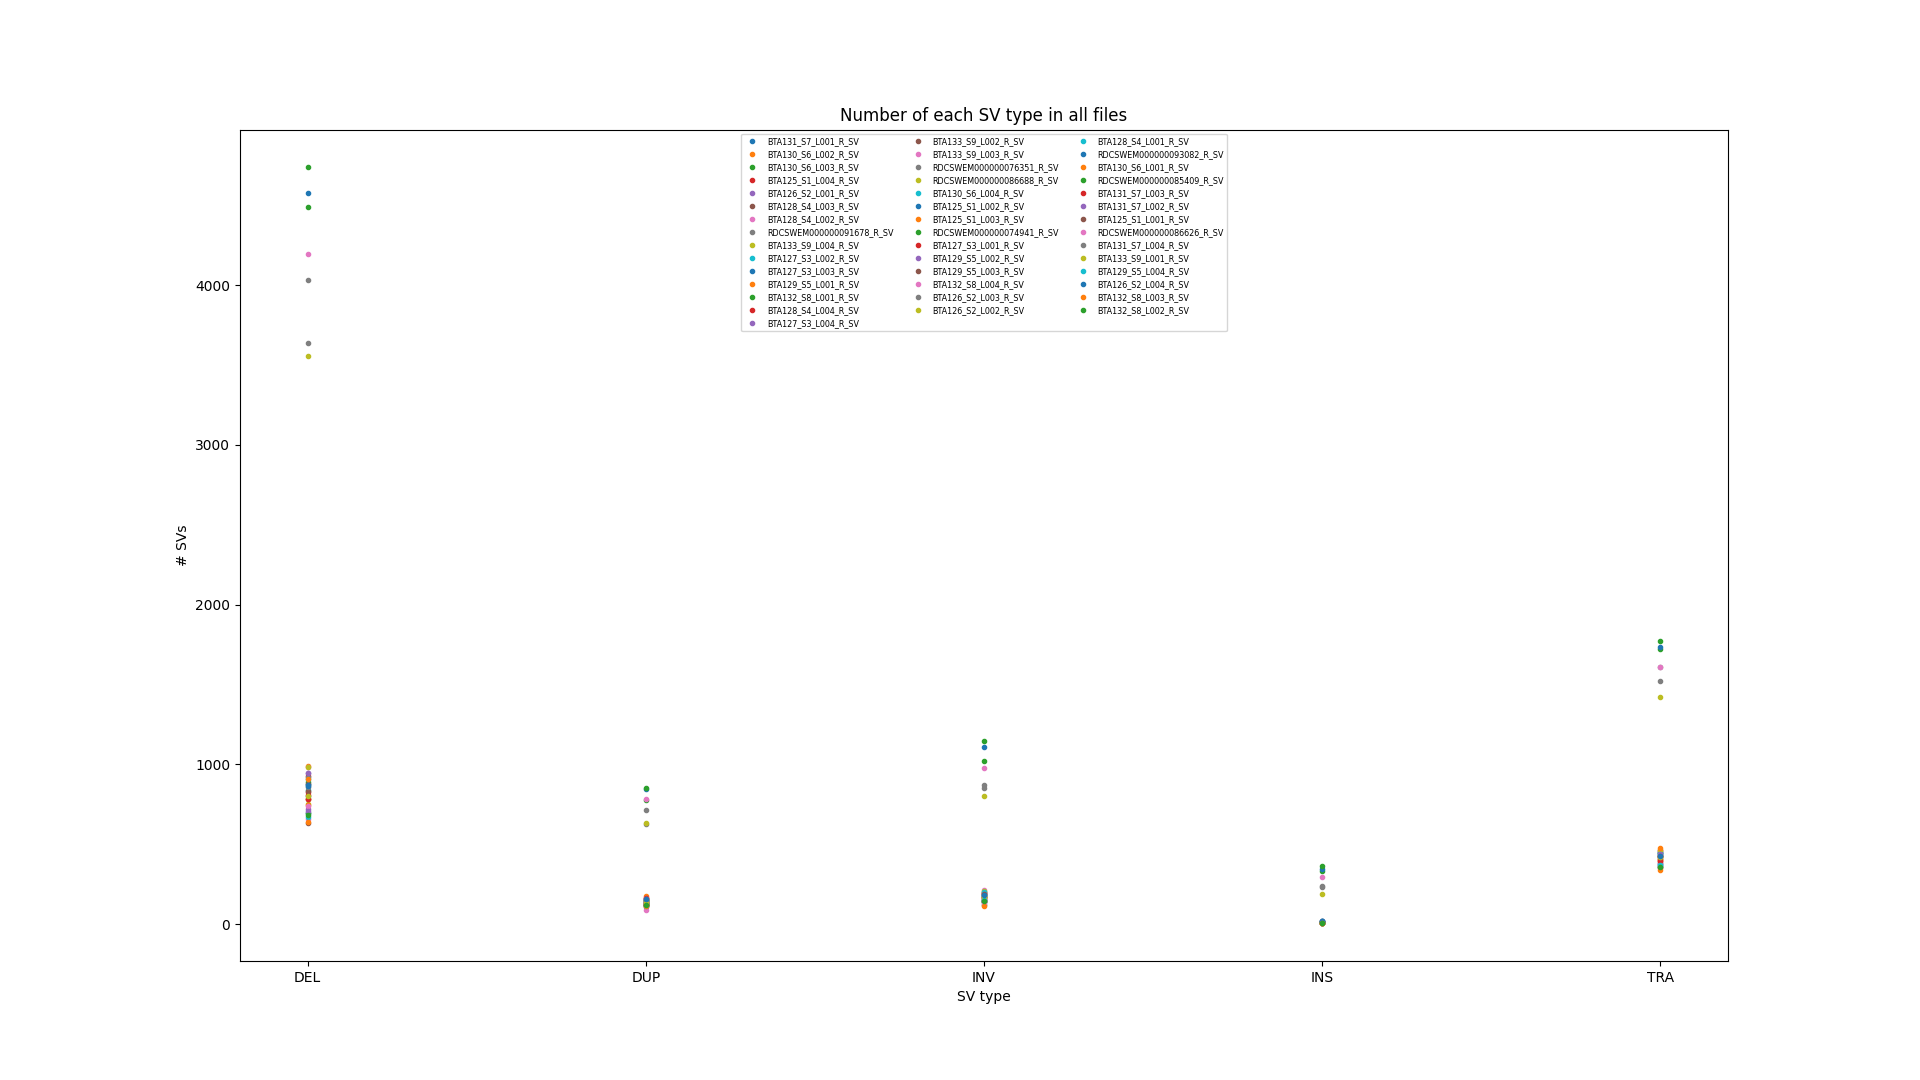 Number of each SV type in all files
BTA131_S7_L001_R_SV
BTA130_S6_L002_R_SV
BTA130_S6_L003_R_SV
BTA125_S1_L004_R_SV
BTA126_S2_L001_R_SV
BTA128_S4_L003_R_SV
BTA128_S4_L002_R_SV
RDCSWEM000000091678_R_SV
BTA133_S9_L004_R_SV
BTA127_S3_L002_R_SV
BTA127_S3_L003_R_SV
BTA129_S5_L001_R_SV
BTA132_S8_L001_R_SV
BTA128_S4_L004_R_SV
BTA127_S3_L004_R_SV
BTA133_S9_L002_R_SV
BTA133_S9_L003_R_SV
RDCSWEM000000076351_R_SV
RDCSWEM000000086688_R_SV
BTA130_S6_L004_R_SV
BTA125_S1_L002_R_SV
BTA125_S1_L003_R_SV
RDCSWEM000000074941_R_SV
BTA127_S3_L001_R_SV
BTA129_S5_L002_R_SV
BTA129_S5_L003_R_SV
BTA132_S8_L004_R_SV
BTA126_S2_L003_R_SV
BTA126_S2_L002_R_SV
BTA128_S4_L001_R_SV
RDCSWEM000000093082_R_SV
BTA130_S6_L001_R_SV
RDCSWEM000000085409_R_SV
BTA131_S7_L003_R_SV
BTA131_S7_L002_R_SV
BTA125_S1_L001_R_SV
RDCSWEM000000086626_R_SV
BTA131_S7_L004_R_SV
BTA133_S9_L001_R_SV
BTA129_S5_L004_R_SV
BTA126_S2_L004_R_SV
BTA132_S8_L003_R_SV
BTA132_S8_L002_R_SV
4000
3000
2000
1000
0
# SVs
DEL
DUP
INV
INS
TRA
SV type